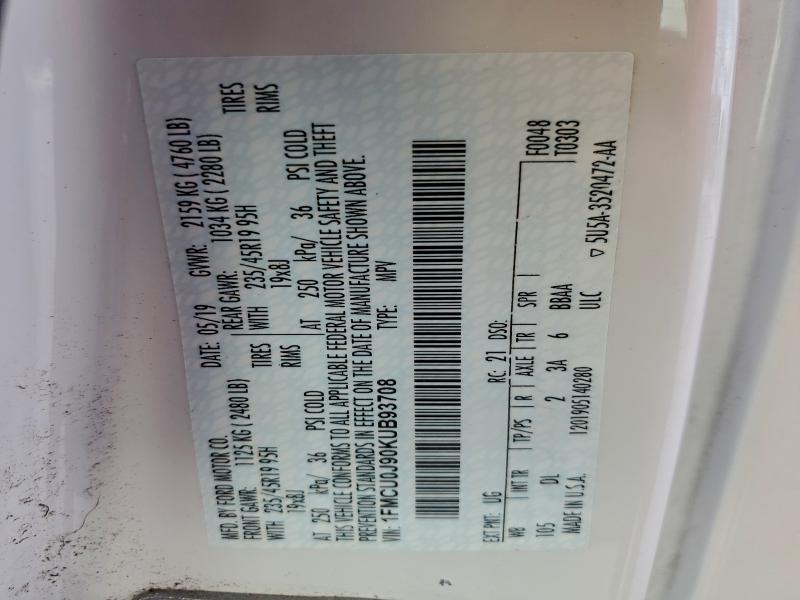 MFD. BY FORD MOTOR CO.
DATE: 05/19 GVWR: 2159 KG ( 4760 LB)
FRONT GAWR: 1125 KG ( 2480 LB) REAR GAWR: 1034 KG ( 2280 LB)
WITH 235/45R19 95H TIRES WITH 235/45R19 95H TIRES
19x8J RIMS 19x8J RIMS
AT 250 kPa/ 36 PSI COLD AT 250 kPa/ 36 PSI COLD
THIS VEHICLE CONFORMS TO ALL APPLICABLE FEDERAL MOTOR VEHICLE SAFETY AND THEFT
PREVENTION STANDARDS IN EFFECT ON THE DATE OF MANUFACTURE SHOWN ABOVE.
VIN: 1FMCU0J90KUB93708 TYPE: MPV
F0048
T0303
EXT PNT: UG RC: 21 DSO:
WB INT TR TP/PS R AXLE TR SPR
105 DL 2 3A 6 BBAA
MADE IN U.S.A. 1201905140280 ULC
5U5A-3520472-AA